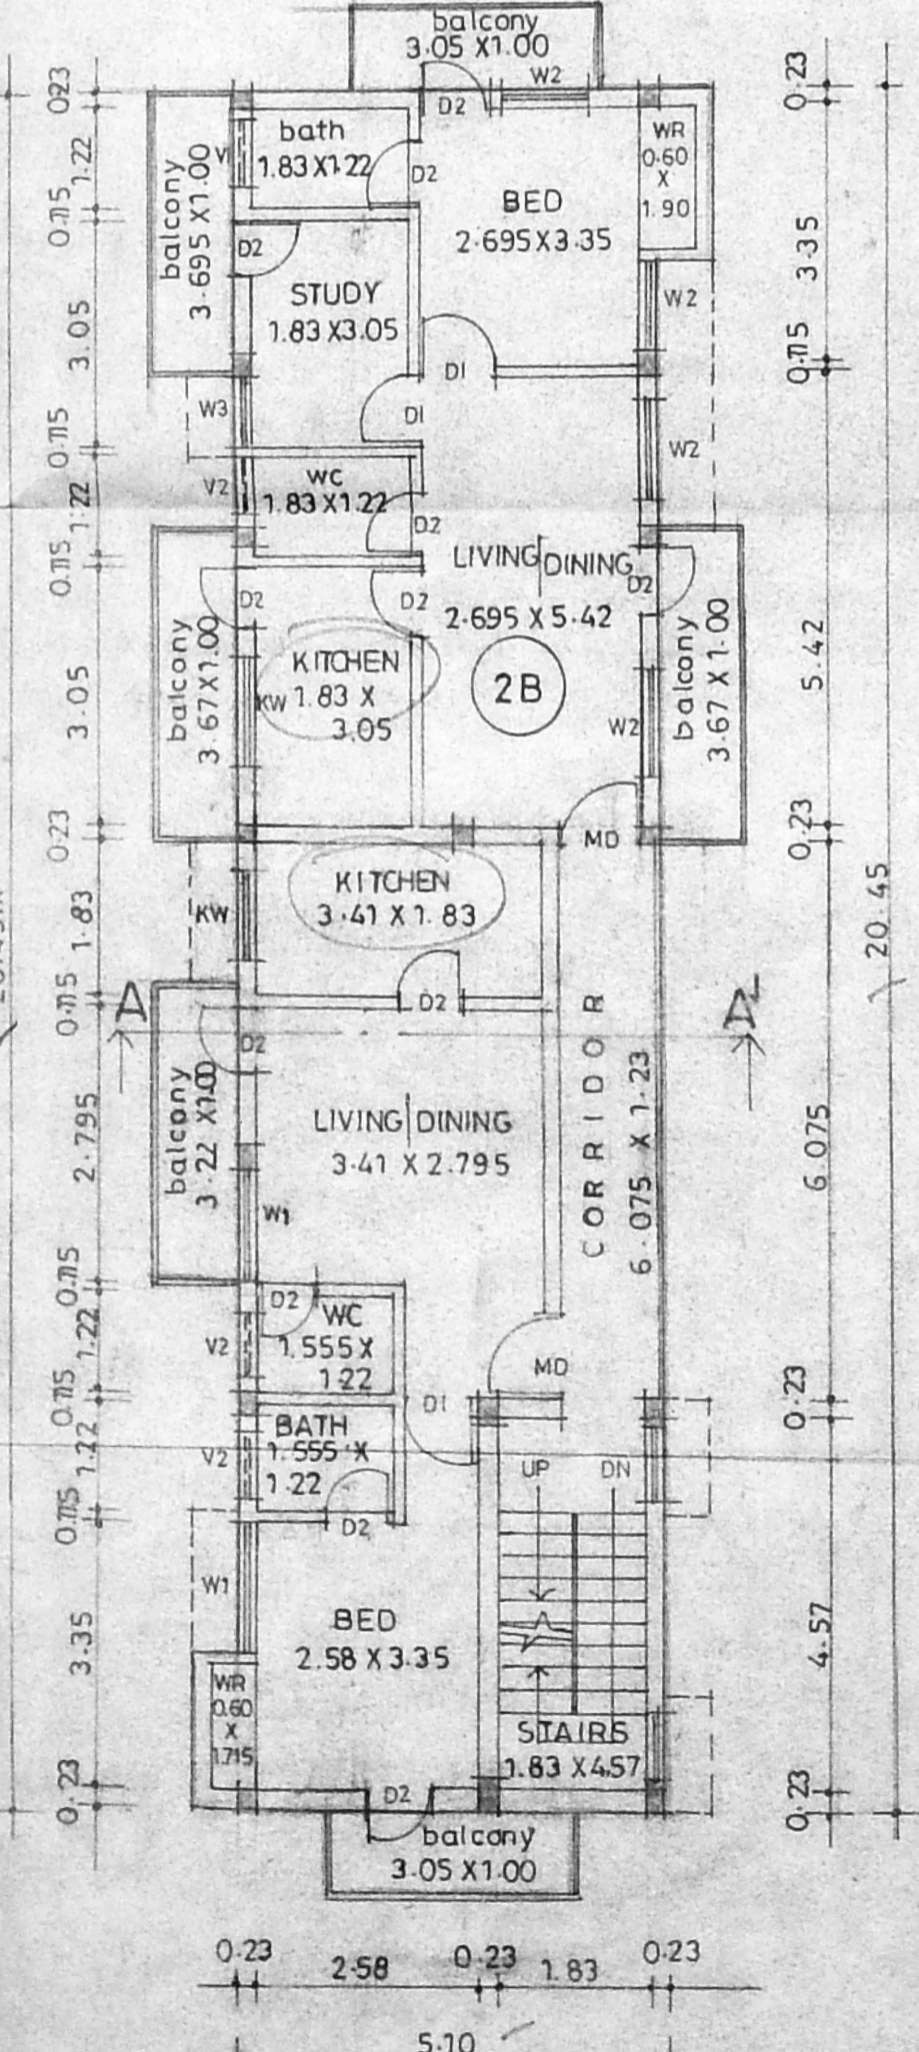 balcony
3.05 X1.00
W2
D2
0.23
0.23
bath
1.83X1.22
V1
D2
WR
0.60
X
1.90
balcony
3.695 X1.00
1.22
0.115
BED
2.695X3.35
3.35
D2
STUDY
1.83 X3.05
3.05
W2
D1
0.115
W3
D1
0.115
W2
WC
1.83 X1.22
V2
1.22
D2
0.115
LIVING|DINING
2.695 X 5.42
D2
D2
D2
balcony
3.67 X1.00
KITCHEN
KW 1.83 X
3.05
3.05
2B
W2
balcony
3.67 X 1.00
5.42
0.23
MD
0.23
KITCHEN
3.41 X 1.83
KW
1.83
20.45
0.115
A
D2
A'
D2
balcony
3.22 X1.00
2.795
LIVING|DINING
3.41 X 2.795
CORRIDOR
6.075 X 1.23
6.075
W1
0.115
D2
WC
1.555 X
1.22
V2
1.22
MD
0.115
D1
0.23
BATH
1.555 X
1.22
V2
1.22
UP
DN
0.115
D2
W1
BED
2.58 X 3.35
3.35
4.57
WR
0.60
X
1.715
STAIRS
1.83 X4.57
0.23
D2
0.23
balcony
3.05 X1.00
0.23
2.58
0.23
1.83
0.23
5.10